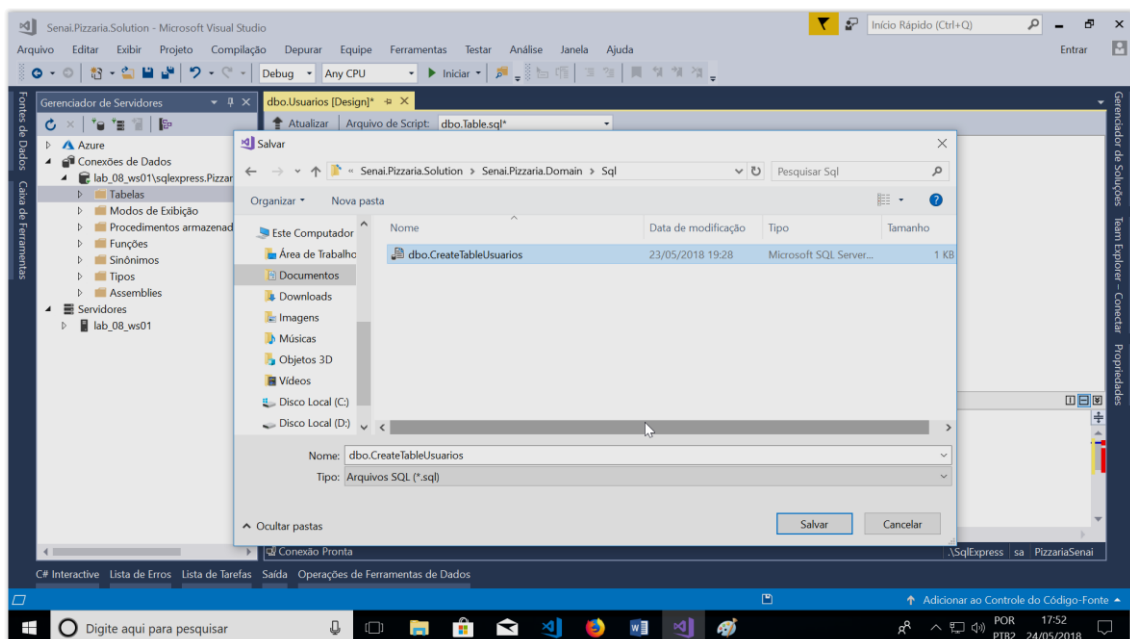 Senai.Pizzaria.Solution - Microsoft Visual Studio
Início Rápido (Ctrl+Q)
Arquivo Editar Exibir Projeto Compilação Depurar Equipe Ferramentas Testar Análise Janela Ajuda
Entrar
Debug Any CPU Iniciar
Fontes de Dados
Caixa de Ferramentas
Gerenciador de Servidores
dbo.Usuarios [Design]*
Atualizar Arquivo de Script: dbo.Table.sql*
Azure
Conexões de Dados
lab_08_ws01\sqlexpress.Pizzar
Tabelas
Modos de Exibição
Procedimentos armazenad
Funções
Sinônimos
Tipos
Assemblies
Servidores
lab_08_ws01
Salvar
« Senai.Pizzaria.Solution > Senai.Pizzaria.Domain > Sql
Pesquisar Sql
Organizar Nova pasta
Este Computador
Área de Trabalho
Documentos
Downloads
Imagens
Músicas
Objetos 3D
Vídeos
Disco Local (C:)
Disco Local (D:)
Nome Data de modificação Tipo Tamanho
dbo.CreateTableUsuarios 23/05/2018 19:28 Microsoft SQL Server... 1 KB
Nome: dbo.CreateTableUsuarios
Tipo: Arquivos SQL (*.sql)
Ocultar pastas
Salvar Cancelar
Gerenciador de Soluções
Team Explorer – Conectar
Propriedades
Conexão Pronta
.\SqlExpress sa PizzariaSenai
C# Interactive Lista de Erros Lista de Tarefas Saída Operações de Ferramentas de Dados
Adicionar ao Controle do Código-Fonte
Digite aqui para pesquisar
POR 17:52
PTB2 24/05/2018